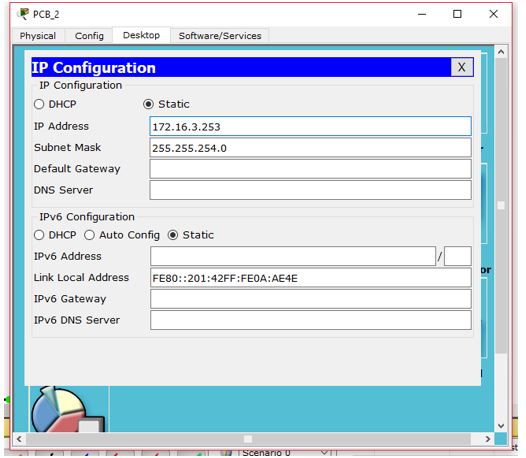 PCB_2
Physical Config Desktop Software/Services
IP Configuration X
IP Configuration
DHCP Static
IP Address 172.16.3.253
Subnet Mask 255.255.254.0
Default Gateway
DNS Server
IPv6 Configuration
DHCP Auto Config Static
IPv6 Address /
Link Local Address FE80::201:42FF:FE0A:AE4E
IPv6 Gateway
IPv6 DNS Server
or
Scenario 0